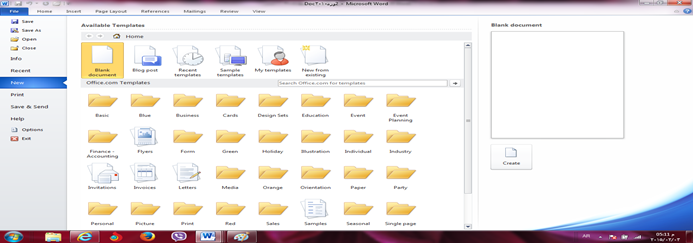 Microsoft Word
File Home Insert Page Layout References Mailings Review View
Save
Save As
Open
Close
Info
Recent
New
Print
Save & Send
Help
Options
Exit
Available Templates
Home
Blank document
Blog post
Recent templates
Sample templates
My templates
New from existing
Office.com Templates
Search Office.com for templates
Basic Blue Business Cards Design Sets Education Event Event Planning
Finance - Accounting Flyers Form Green Holiday Illustration Individual Industry
Invitations Invoices Letters Media Orange Orientation Paper Party
Personal Picture Print Red Sales Samples Seasonal Single page
Blank document
Create